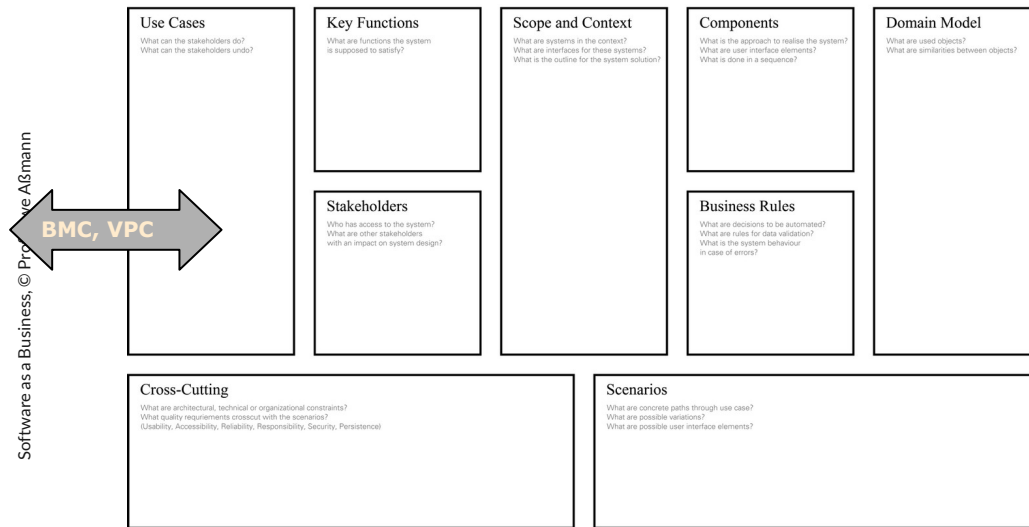 Use Cases
What can the stakeholders do?
What can the stakeholders undo?
Key Functions
What are functions the system
is supposed to satisfy?
Scope and Context
What are systems in the context?
What are interfaces for these systems?
What is the outline for the system solution?
Components
What is the approach to realise the system?
What are user interface elements?
What is done in a sequence?
Domain Model
What are used objects?
What are similarities between objects?
Stakeholders
Who has access to the system?
What are other stakeholders
with an impact on system design?
Business Rules
What are decisions to be automated?
What are rules for data validation?
What is the system behaviour
in case of errors?
BMC, VPC
Cross-Cutting
What are architectural, technical or organizational constraints?
What quality requriements crosscut with the scenarios?
(Usability, Accessibility, Reliability, Responsibility, Security, Persistence)
Scenarios
What are concrete paths through use case?
What are possible variations?
What are possible user interface elements?
Software as a Business, © Aßmann